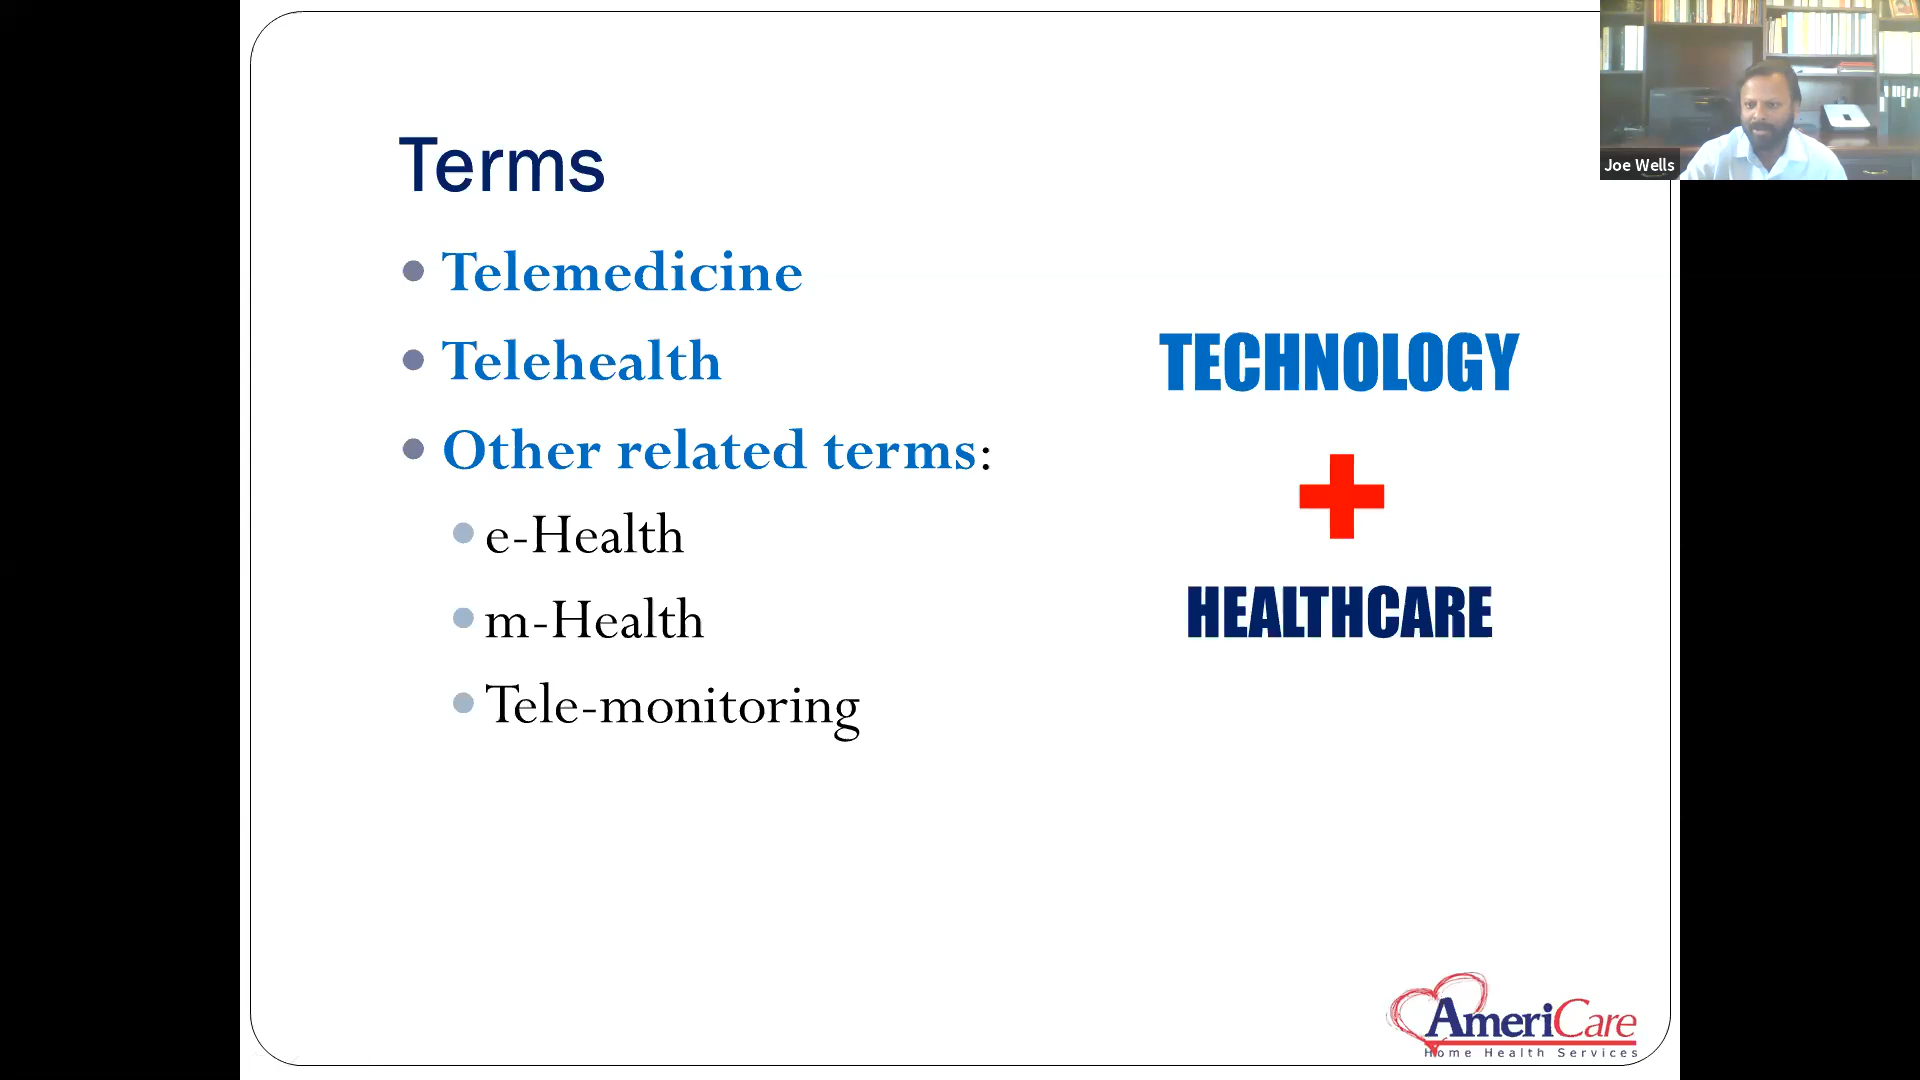 Terms
Telemedicine
Telehealth
Other related terms:
e-Health
m-Health
Tele-monitoring
TECHNOLOGY
+
HEALTHCARE
Joe Wells
AmeriCare
Home Health Services